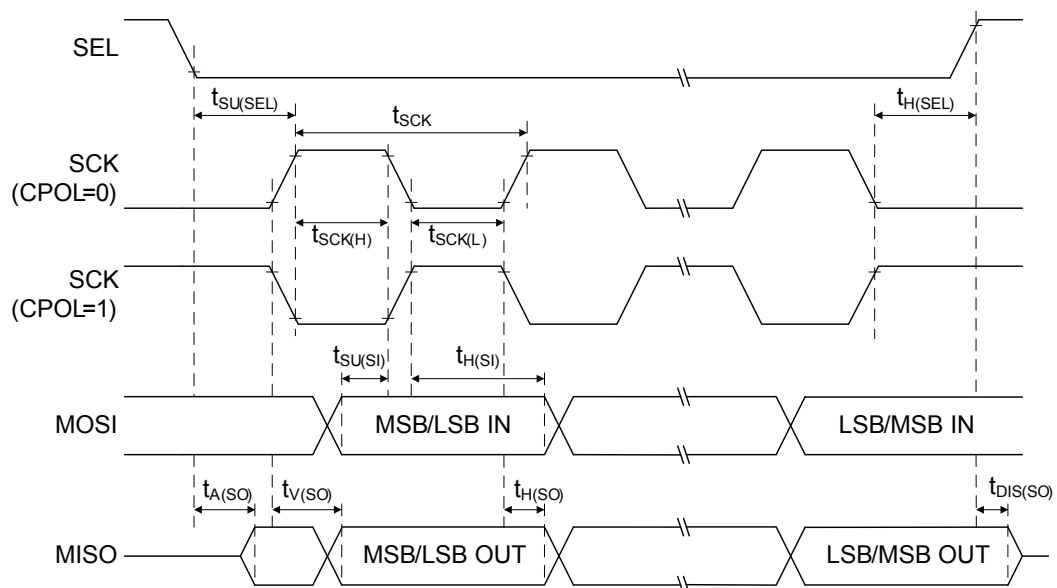 SEL
tSU(SEL)
tSCK
tH(SEL)
SCK
(CPOL=0)
tSCK(H)
tSCK(L)
SCK
(CPOL=1)
tSU(SI)
tH(SI)
MOSI
MSB/LSB IN
LSB/MSB IN
tA(SO)
tV(SO)
tH(SO)
tDIS(SO)
MISO
MSB/LSB OUT
LSB/MSB OUT